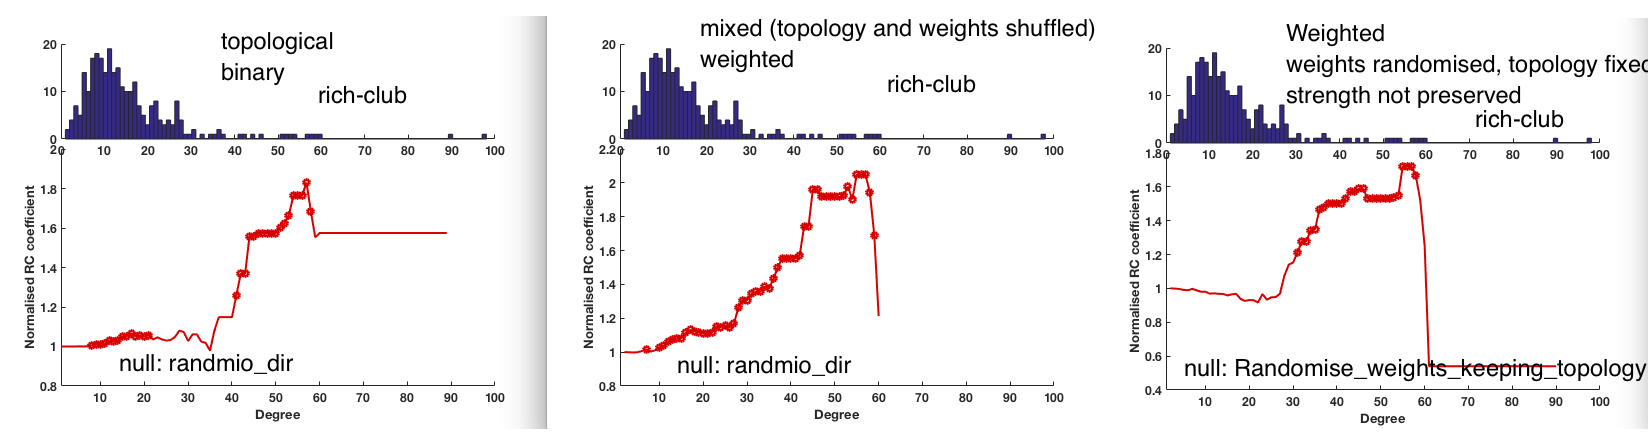 topological
binary
rich-club
20
10
0
10 20 30 40 50 60 70 80 90 100
20
1.8
1.6
1.4
1.2
1
0.8
Normalised RC coefficient
null: randmio_dir
10 20 30 40 50 60 70 80 90 100
Degree
mixed (topology and weights shuffled)
weighted
rich-club
20
10
0
10 20 30 40 50 60 70 80 90 100
2.20
2
1.8
1.6
1.4
1.2
1
0.8
Normalised RC coefficient
null: randmio_dir
10 20 30 40 50 60 70 80 90 100
Degree
Weighted
weights randomised, topology fixed
strength not preserved
rich-club
20
10
0
10 20 30 40 50 60 70 80 90 100
1.80
1.6
1.4
1.2
1
0.8
0.6
0.4
Normalised RC coefficient
null: Randomise_weights_keeping_topology
10 20 30 40 50 60 70 80 90 100
Degree